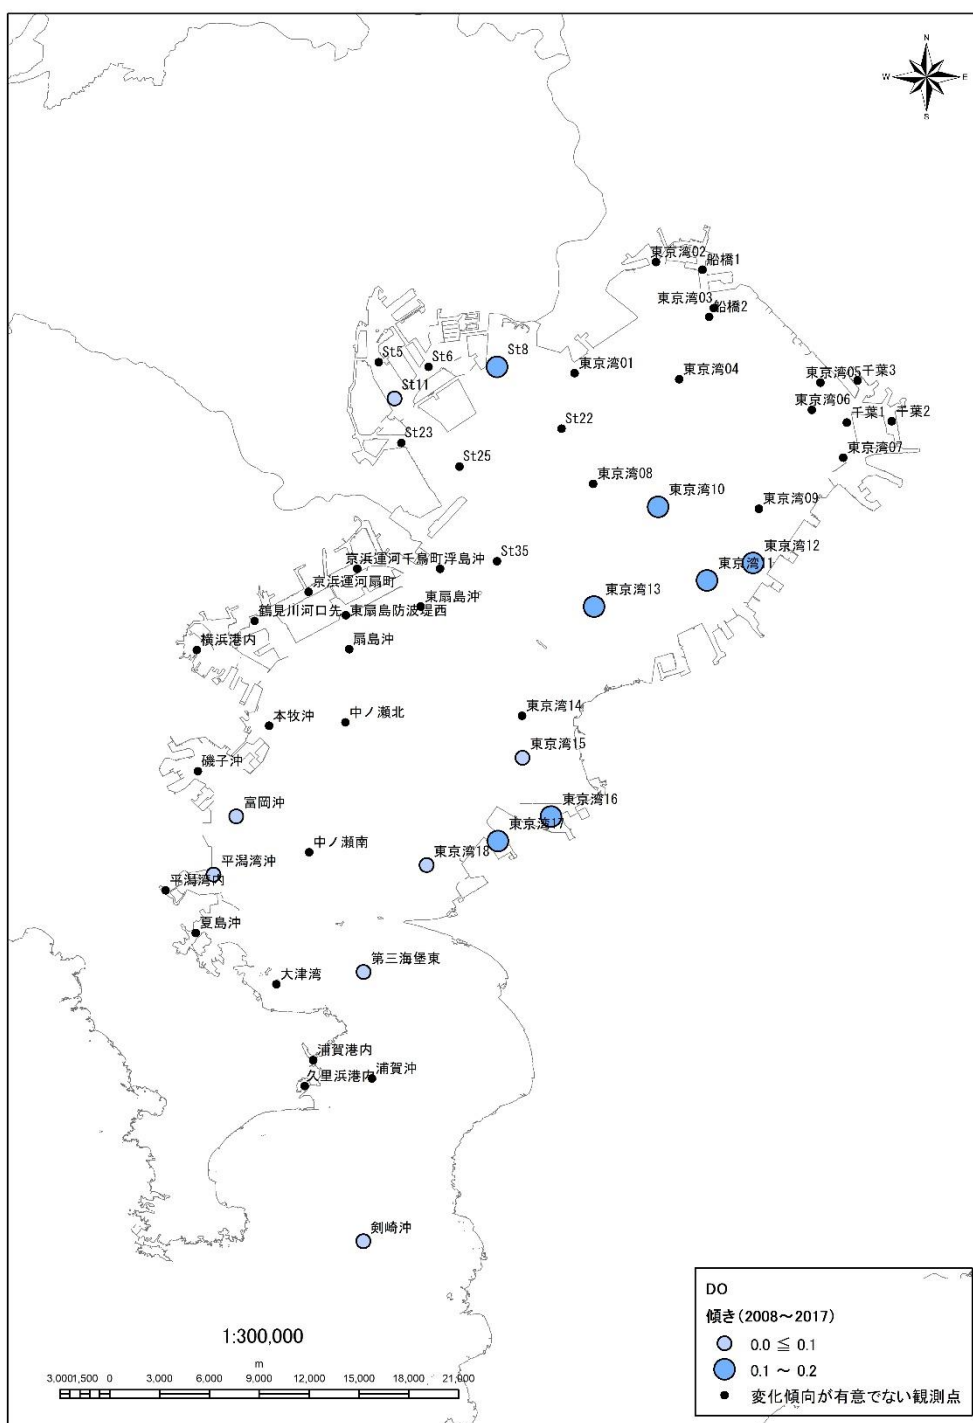 N
W
E
S
東京湾02
船橋1
東京湾03
船橋2
St5
St6
St8
東京湾01
東京湾04
東京湾05
千葉3
St11
東京湾06
千葉1
千葉2
St22
St23
東京湾07
St25
東京湾08
東京湾10
東京湾09
St35
東京湾12
京浜運河千鳥町
浮島沖
東京湾11
京浜運河扇町
東扇島沖
東京湾13
鶴見川河口先
東扇島防波堤西
横浜港内
扇島沖
本牧沖
中ノ瀬北
東京湾14
東京湾15
磯子沖
富岡沖
東京湾16
東京湾17
中ノ瀬南
東京湾18
平潟湾沖
平潟湾内
夏島沖
第三海堡東
大津湾
浦賀港内
久里浜港内
浦賀沖
剣崎沖
DO
傾き(2008～2017)
0.0 ≦ 0.1
0.1 ～ 0.2
変化傾向が有意でない観測点
1:300,000
m
3,000 1,500 0 3,000 6,000 9,000 12,000 15,000 18,000 21,000